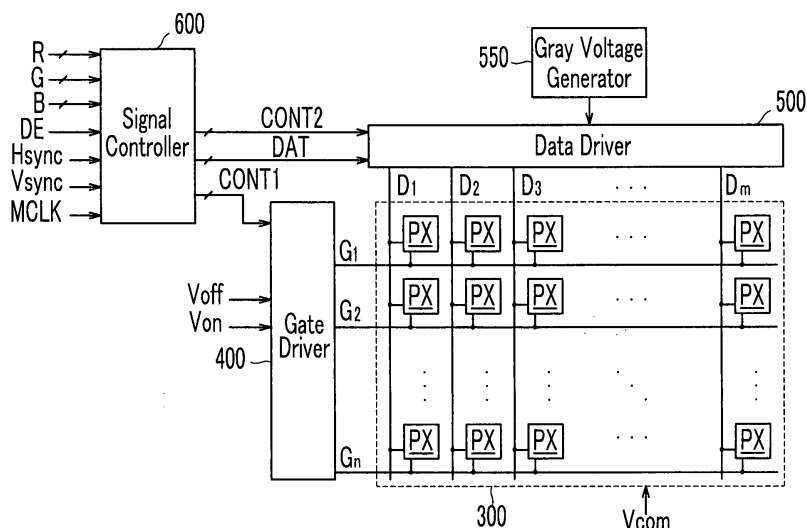 600
R
G
B
DE
Hsync
Vsync
MCLK
Signal
Controller
CONT2
DAT
CONT1
550
Gray Voltage
Generator
500
Data Driver
D1 D2 D3 . . . Dm
G1 PX PX PX . . . PX
Voff
Von
400
Gate
Driver
G2 PX PX PX . . . PX
Gn PX PX PX . . . PX
300
Vcom